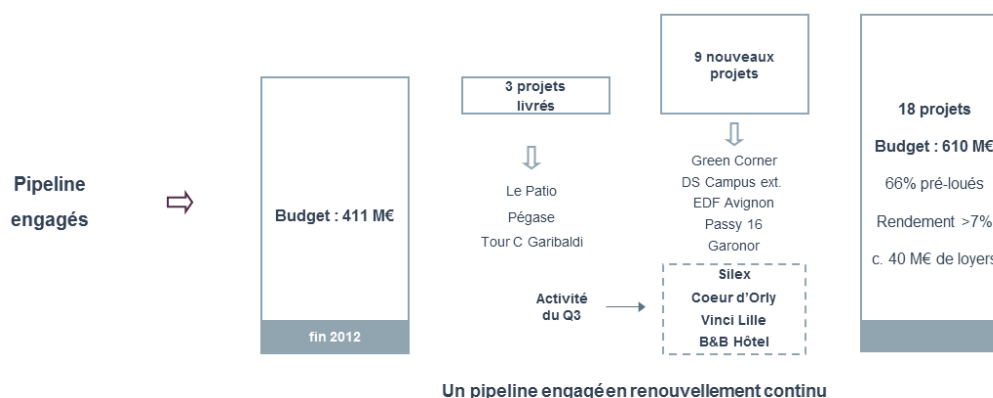 Pipeline
engagés
Budget : 411 M€
fin 2012
3 projets
livrés
Le Patio
Pégase
Tour C Garibaldi
9 nouveaux
projets
Green Corner
DS Campus ext.
EDF Avignon
Passy 16
Garonor
Activité
du Q3
Silex
Coeur d'Orly
Vinci Lille
B&B Hôtel
18 projets
Budget : 610 M€
66% pré-loués
Rendement >7%
c. 40 M€ de loyers
Un pipeline engagé en renouvellement continu